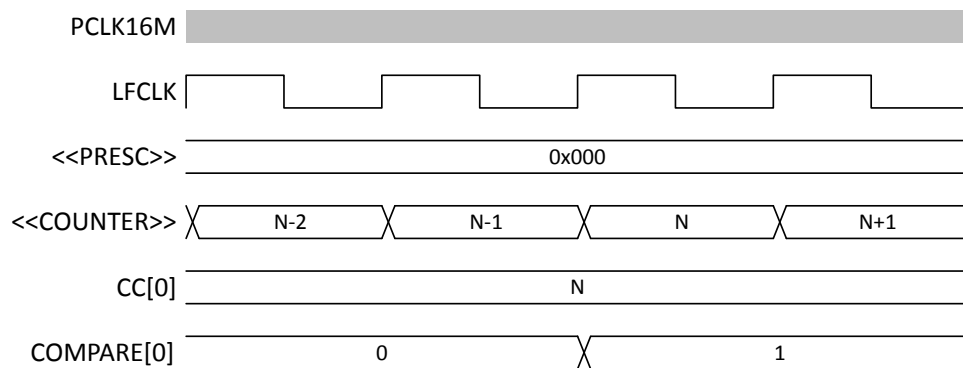 PCLK16M
LFCLK
<<PRESC>> 0x000
<<COUNTER>> N-2 N-1 N N+1
CC[0] N
COMPARE[0] 0 1